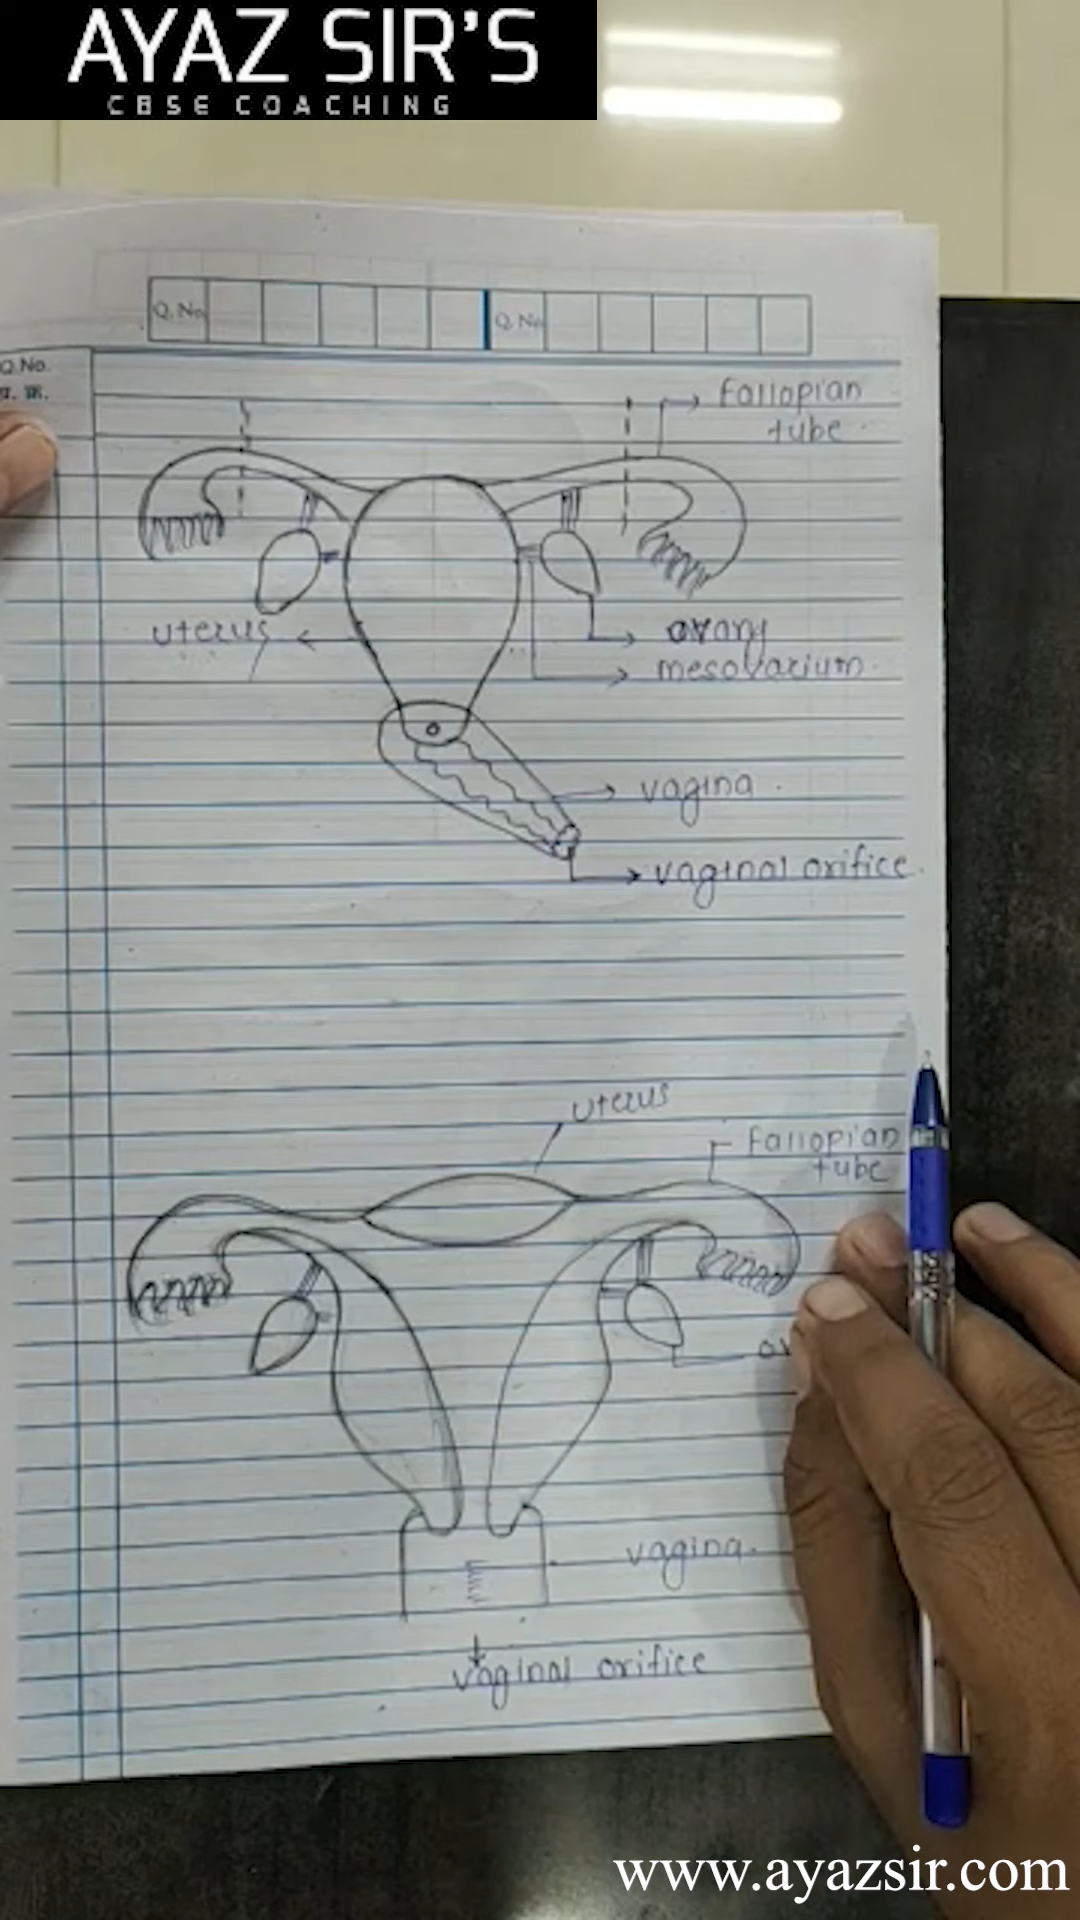 AYAZ SIR'S
CBSE COACHING
Q.No.
Q.No.
Q.No.
प्र. क्र.
Fallopian
tube
uterus
ovary
mesovarium
vagina
vaginal orifice
uterus
Fallopian
tube
ov
vagina
vaginal orifice
www.ayazsir.com